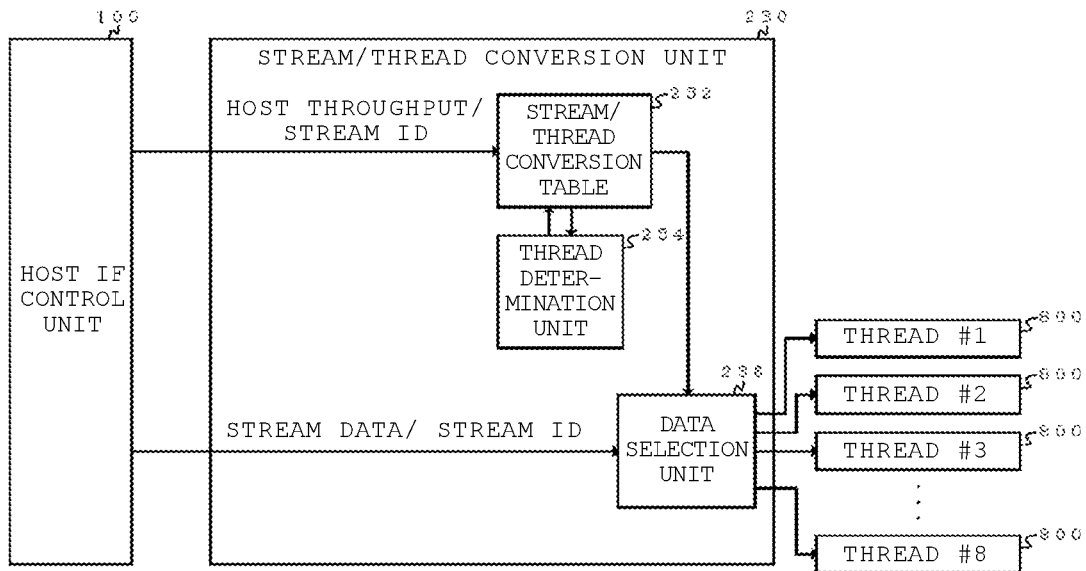 100
230
STREAM/THREAD CONVERSION UNIT
HOST THROUGHPUT/
STREAM ID
232
STREAM/
THREAD
CONVERSION
TABLE
234
THREAD
DETER-
MINATION
UNIT
HOST IF
CONTROL
UNIT
238
STREAM DATA/ STREAM ID
DATA
SELECTION
UNIT
800
THREAD #1
800
THREAD #2
800
THREAD #3
800
THREAD #8